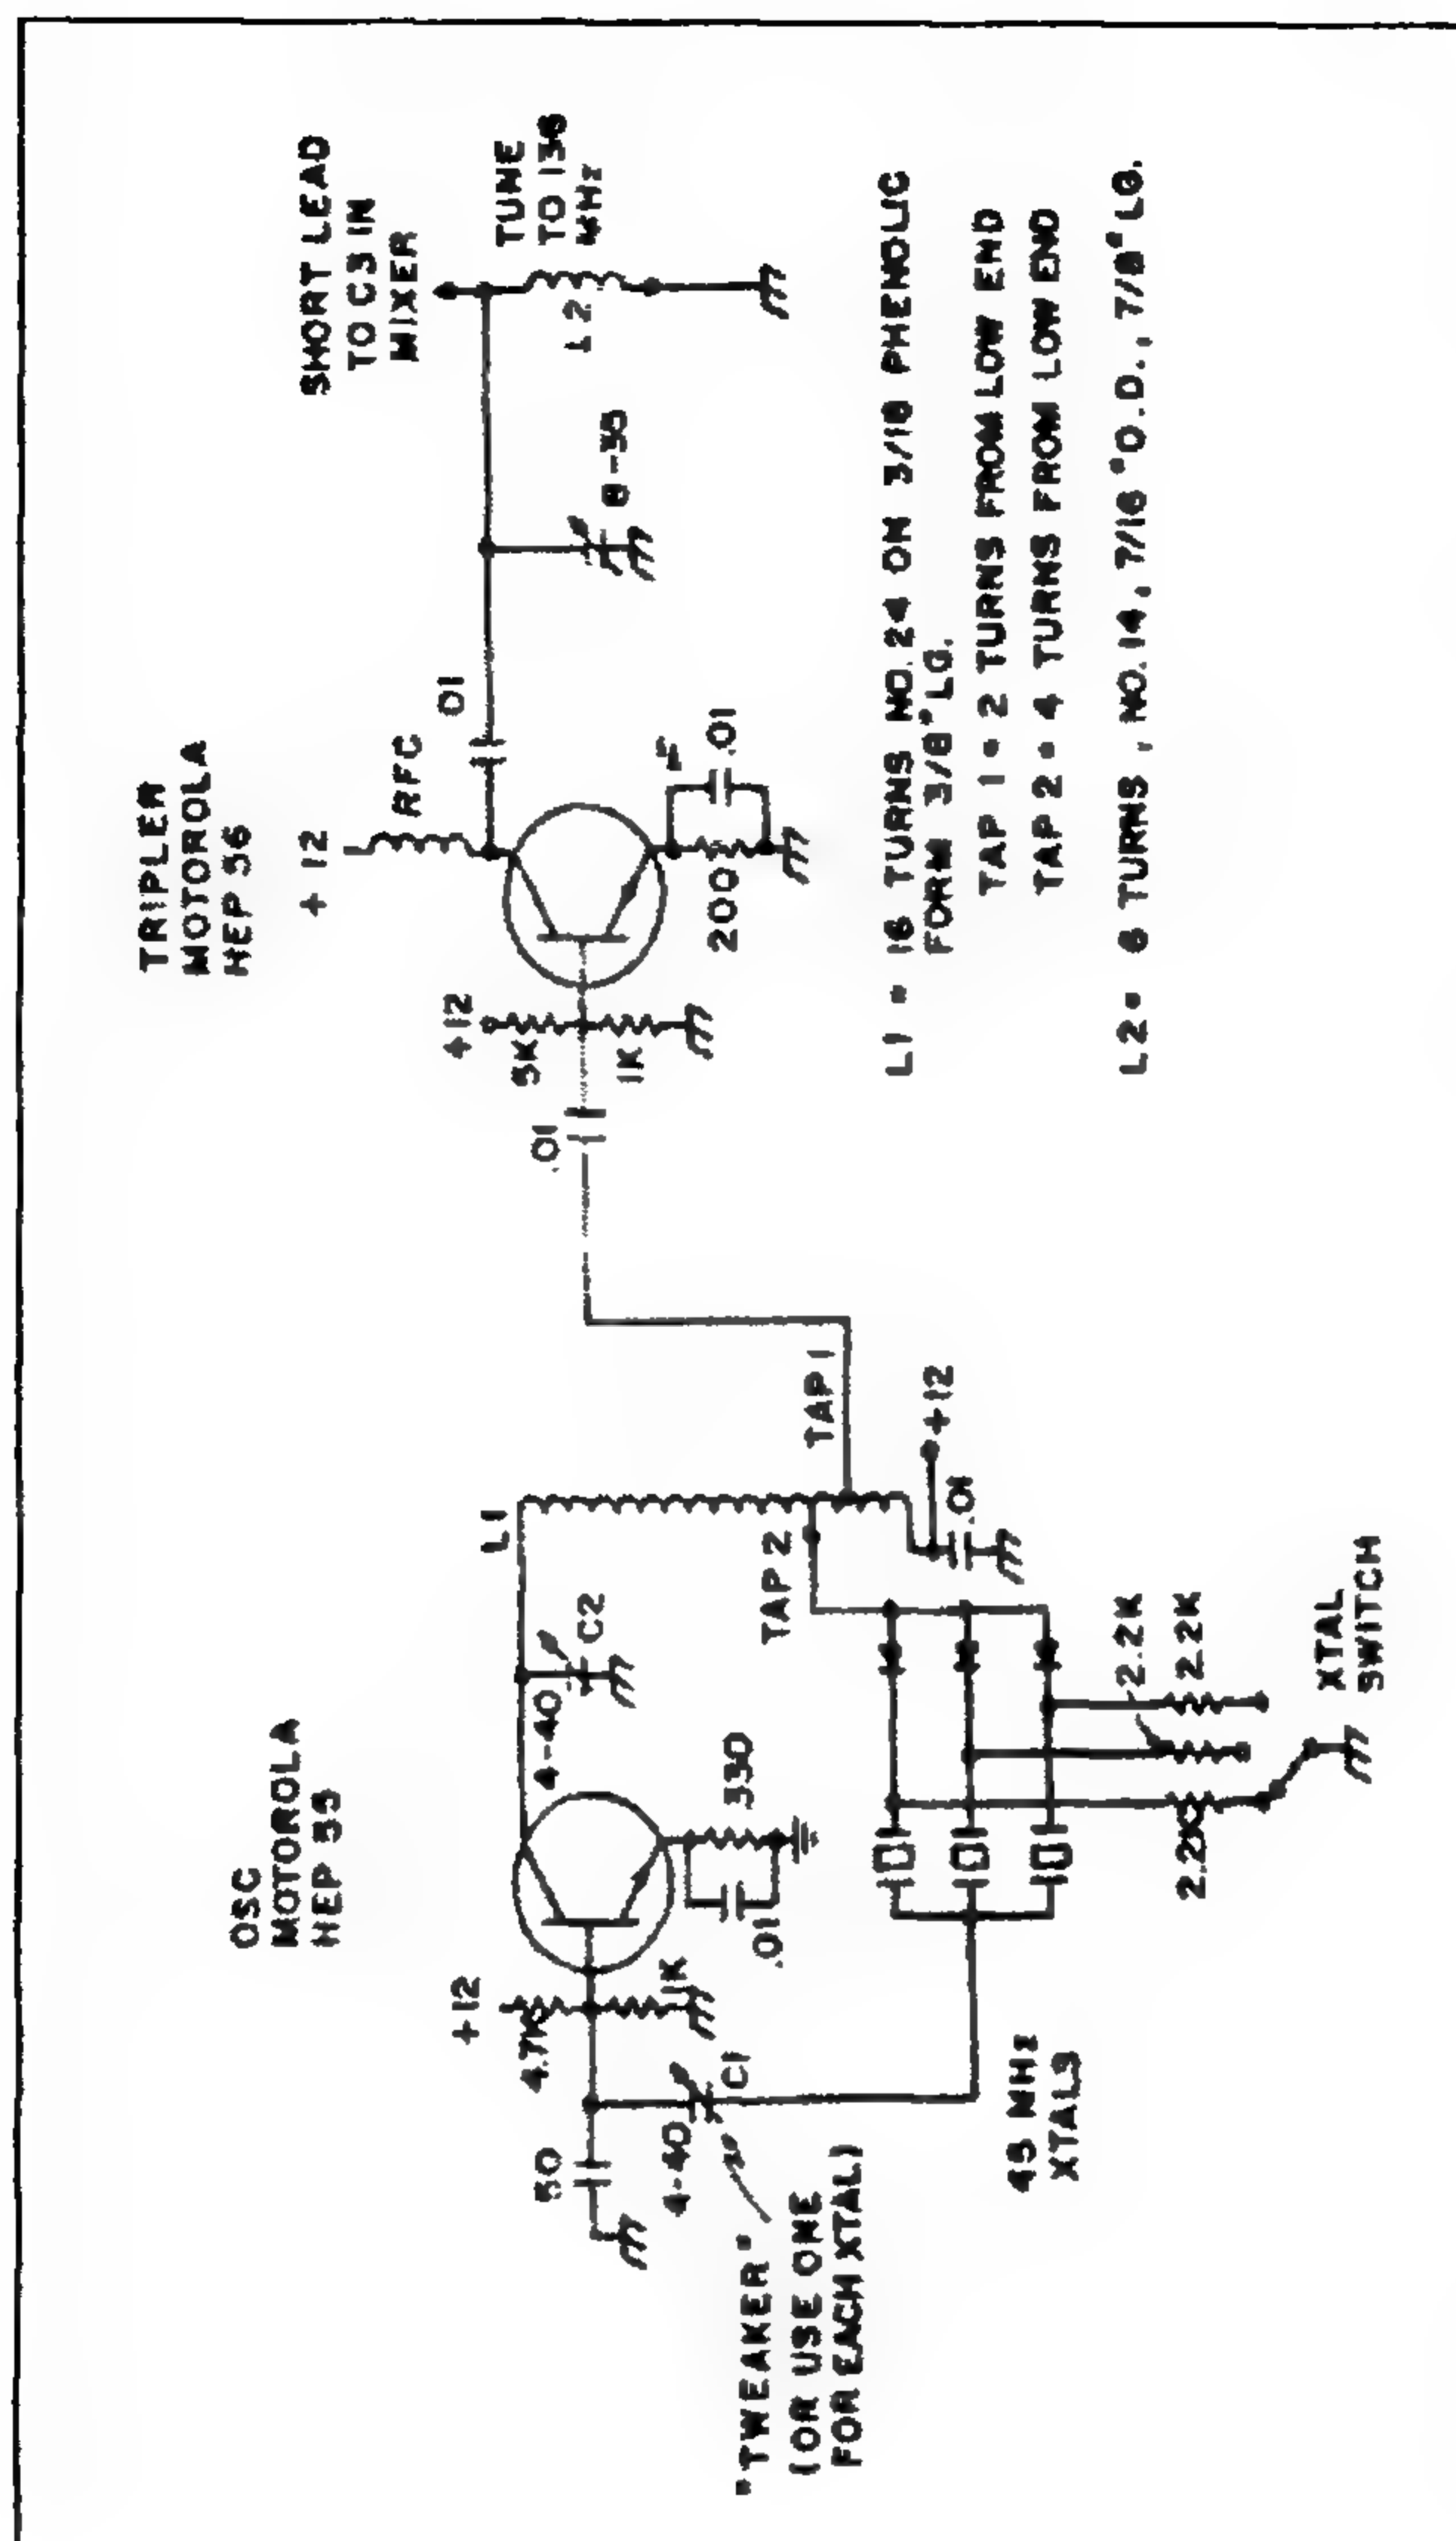 OSC
MOTOROLA
HEP 55
TRIPLER
MOTOROLA
HEP 56
+12
4.7K
1K
50
4-40
C1
"TWEAKER"
(OR USE ONE
FOR EACH XTAL)
45 MHz
XTALS
4-40
C2
330
.01
L1
TAP 2
TAP 1
+12
.01
2.2K
2.2K
2.2K
XTAL
SWITCH
.01
+12
5K
1K
+12
RFC
.01
200
.01
8-35
SHORT LEAD
TO C3 IN
MIXER
L2
TUNE
TO 136
MHz
L1 = 16 TURNS NO. 24 ON 3/16 PHENOLIC
FORM 3/8" LG.
TAP 1 = 2 TURNS FROM LOW END
TAP 2 = 4 TURNS FROM LOW END
L2 = 6 TURNS, NO. 14, 7/16" O.D., 7/8" LG.